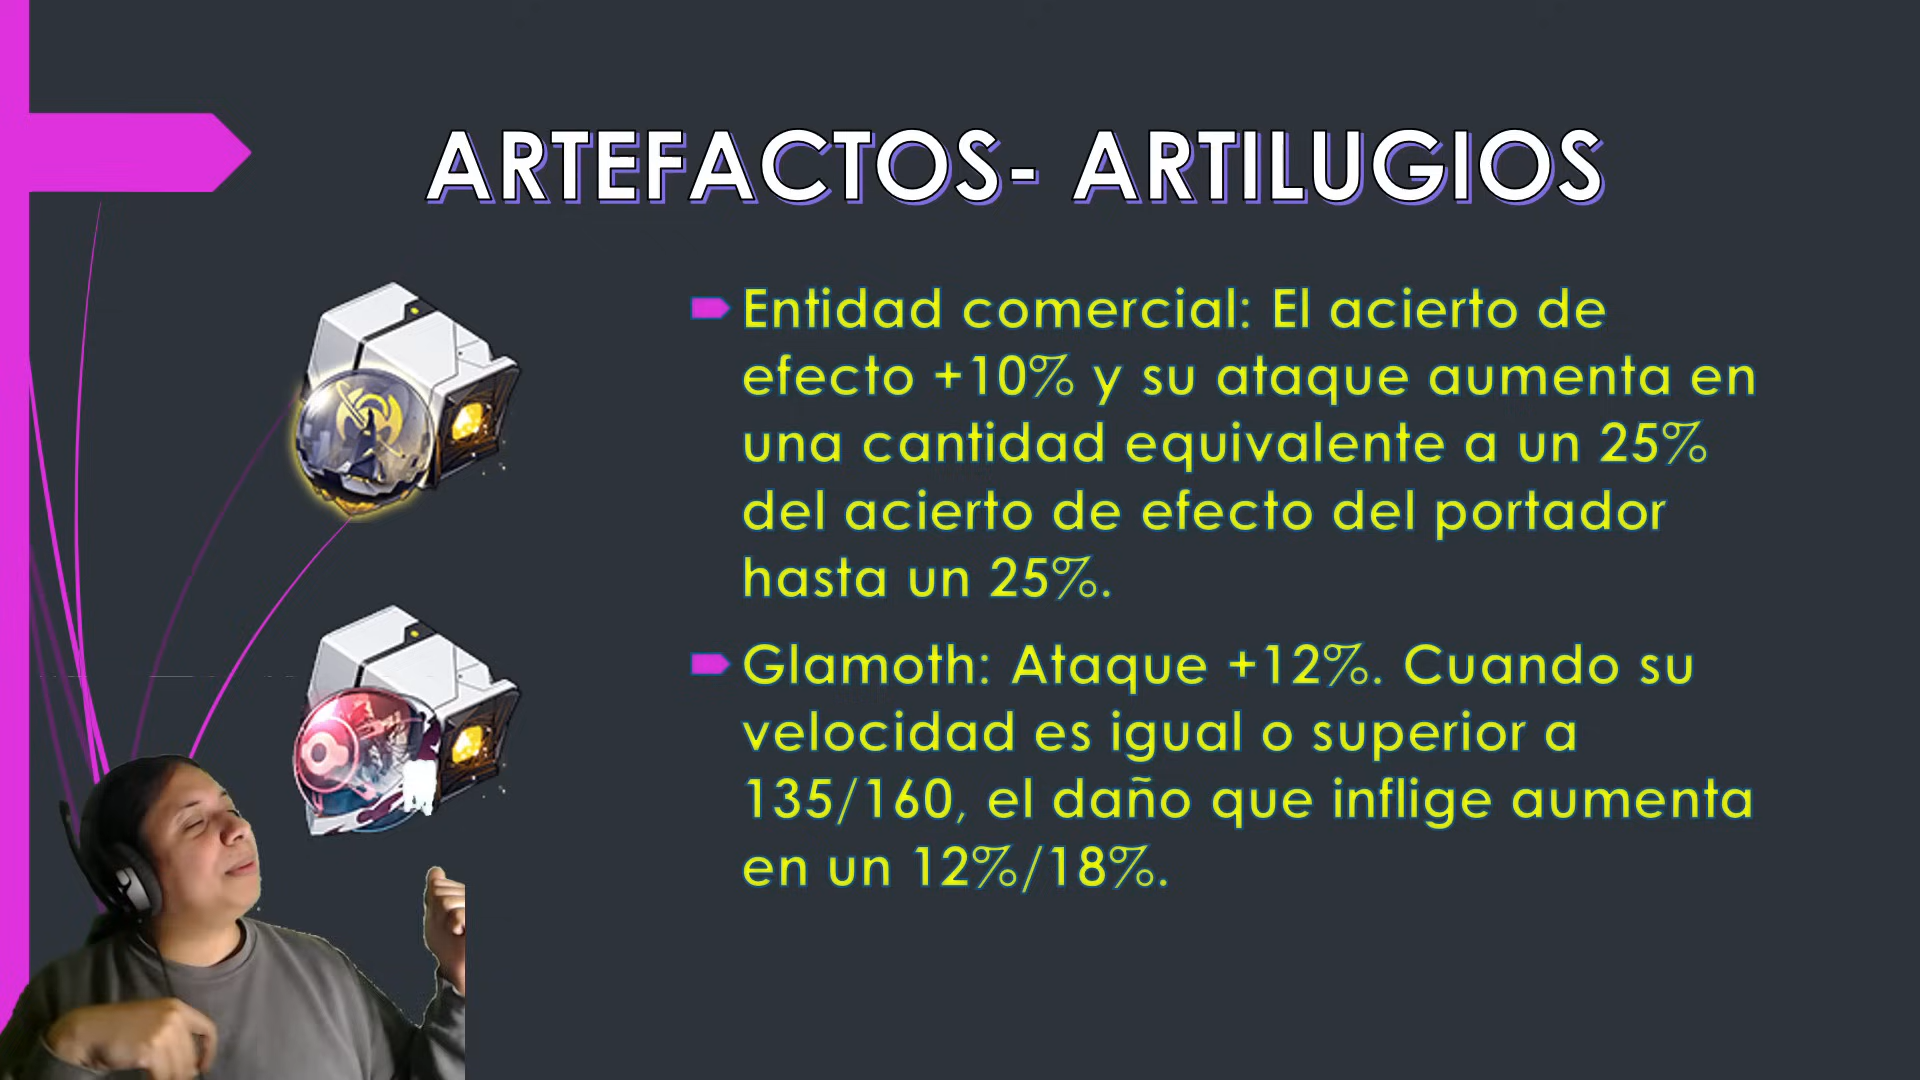 ARTEFACTOS- ARTILUGIOS
Entidad comercial: El acierto de
efecto +10% y su ataque aumenta en
una cantidad equivalente a un 25%
del acierto de efecto del portador
hasta un 25%.
Glamoth: Ataque +12%. Cuando su
velocidad es igual o superior a
135/160, el daño que inflige aumenta
en un 12%/18%.